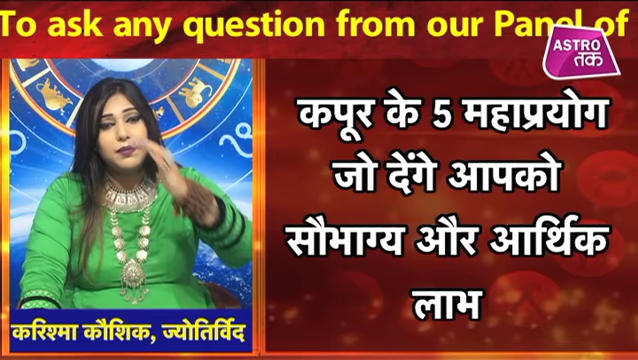 To ask any question from our Panel of
ASTRO
तक
कपूर के 5 महाप्रयोग
जो देंगे आपको
सौभाग्य और आर्थिक
लाभ
करिश्मा कौशिक, ज्योतिर्विद